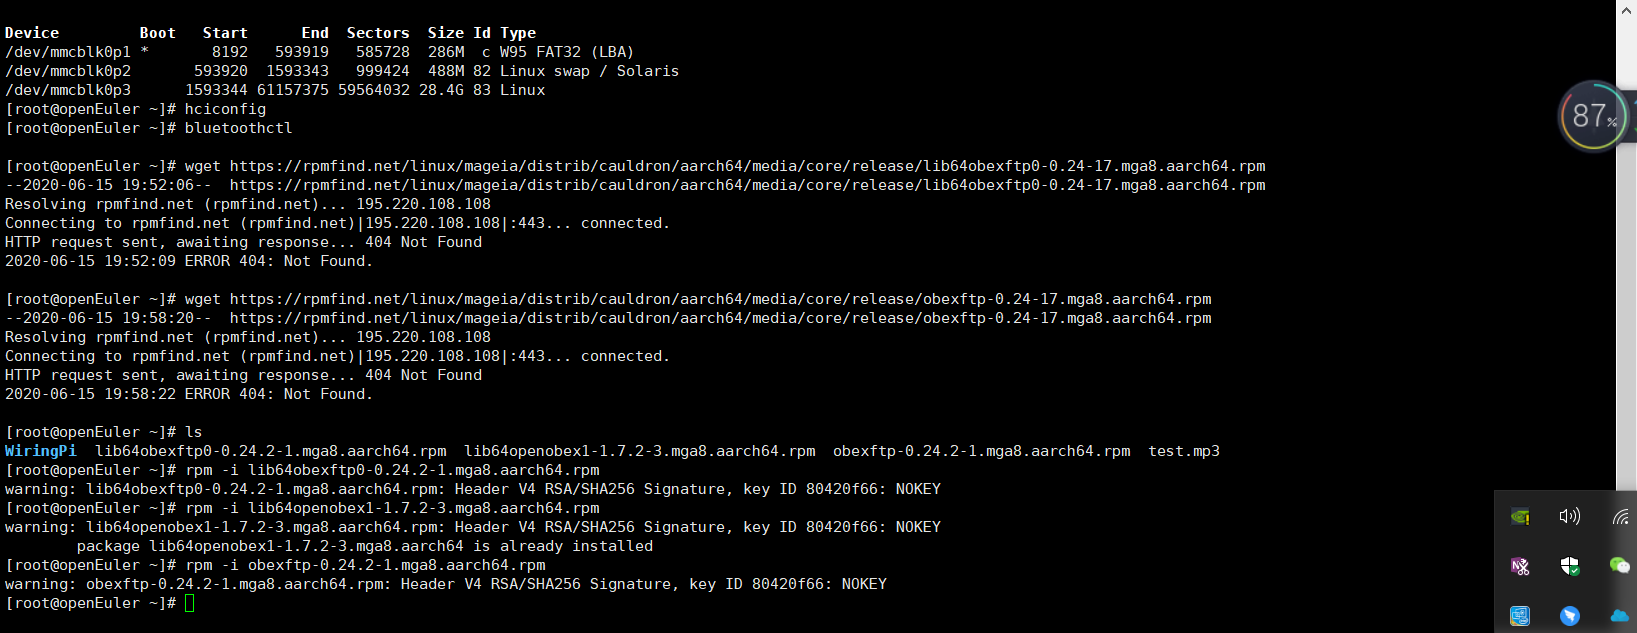 Device         Boot   Start      End  Sectors  Size Id Type
/dev/mmcblk0p1 *       8192   593919   585728  286M  c W95 FAT32 (LBA)
/dev/mmcblk0p2       593920  1593343   999424  488M 82 Linux swap / Solaris
/dev/mmcblk0p3      1593344 61157375 59564032 28.4G 83 Linux
[root@openEuler ~]# hciconfig
[root@openEuler ~]# bluetoothctl
[root@openEuler ~]# wget https://rpmfind.net/linux/mageia/distrib/cauldron/aarch64/media/core/release/lib64obexftp0-0.24-17.mga8.aarch64.rpm
--2020-06-15 19:52:06--  https://rpmfind.net/linux/mageia/distrib/cauldron/aarch64/media/core/release/lib64obexftp0-0.24-17.mga8.aarch64.rpm
Resolving rpmfind.net (rpmfind.net)... 195.220.108.108
Connecting to rpmfind.net (rpmfind.net)|195.220.108.108|:443... connected.
HTTP request sent, awaiting response... 404 Not Found
2020-06-15 19:52:09 ERROR 404: Not Found.
[root@openEuler ~]# wget https://rpmfind.net/linux/mageia/distrib/cauldron/aarch64/media/core/release/obexftp-0.24-17.mga8.aarch64.rpm
--2020-06-15 19:58:20--  https://rpmfind.net/linux/mageia/distrib/cauldron/aarch64/media/core/release/obexftp-0.24-17.mga8.aarch64.rpm
Resolving rpmfind.net (rpmfind.net)... 195.220.108.108
Connecting to rpmfind.net (rpmfind.net)|195.220.108.108|:443... connected.
HTTP request sent, awaiting response... 404 Not Found
2020-06-15 19:58:22 ERROR 404: Not Found.
[root@openEuler ~]# ls
WiringPi  lib64obexftp0-0.24.2-1.mga8.aarch64.rpm  lib64openobex1-1.7.2-3.mga8.aarch64.rpm  obexftp-0.24.2-1.mga8.aarch64.rpm  test.mp3
[root@openEuler ~]# rpm -i lib64obexftp0-0.24.2-1.mga8.aarch64.rpm
warning: lib64obexftp0-0.24.2-1.mga8.aarch64.rpm: Header V4 RSA/SHA256 Signature, key ID 80420f66: NOKEY
[root@openEuler ~]# rpm -i lib64openobex1-1.7.2-3.mga8.aarch64.rpm
warning: lib64openobex1-1.7.2-3.mga8.aarch64.rpm: Header V4 RSA/SHA256 Signature, key ID 80420f66: NOKEY
        package lib64openobex1-1.7.2-3.mga8.aarch64 is already installed
[root@openEuler ~]# rpm -i obexftp-0.24.2-1.mga8.aarch64.rpm
warning: obexftp-0.24.2-1.mga8.aarch64.rpm: Header V4 RSA/SHA256 Signature, key ID 80420f66: NOKEY
[root@openEuler ~]#
87%